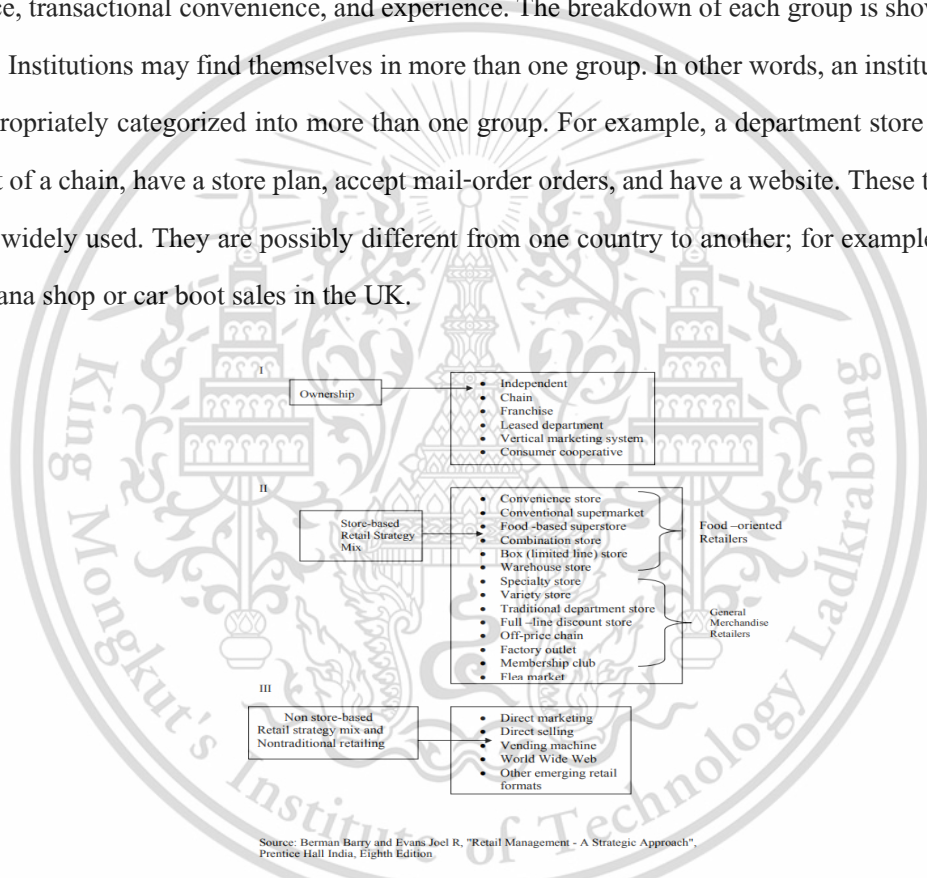 ce, transactional convenience, and experience. The breakdown of each group is show
Institutions may find themselves in more than one group. In other words, an institu
ropriately categorized into more than one group. For example, a department store
t of a chain, have a store plan, accept mail-order orders, and have a website. These t
widely used. They are possibly different from one country to another; for example
ana shop or car boot sales in the UK.
I
Ownership
• Independent
• Chain
• Franchise
• Leased department
• Vertical marketing system
• Consumer cooperative
II
Store-based
Retail Strategy
Mix
• Convenience store
• Conventional supermarket
• Food -based superstore
• Combination store
• Box (limited line) store
• Warehouse store
• Specialty store
• Variety store
• Traditional department store
• Full –line discount store
• Off-price chain
• Factory outlet
• Membership club
• Flea market
Food –oriented
Retailers
General
Merchandise
Retailers
III
Non store-based
Retail strategy mix and
Nontraditional retailing
• Direct marketing
• Direct selling
• Vending machine
• World Wide Web
• Other emerging retail
formats
Source: Berman Barry and Evans Joel R, "Retail Management - A Strategic Approach",
Prentice Hall India, Eighth Edition
King Mongkut's Institute of Technology Ladkrabang